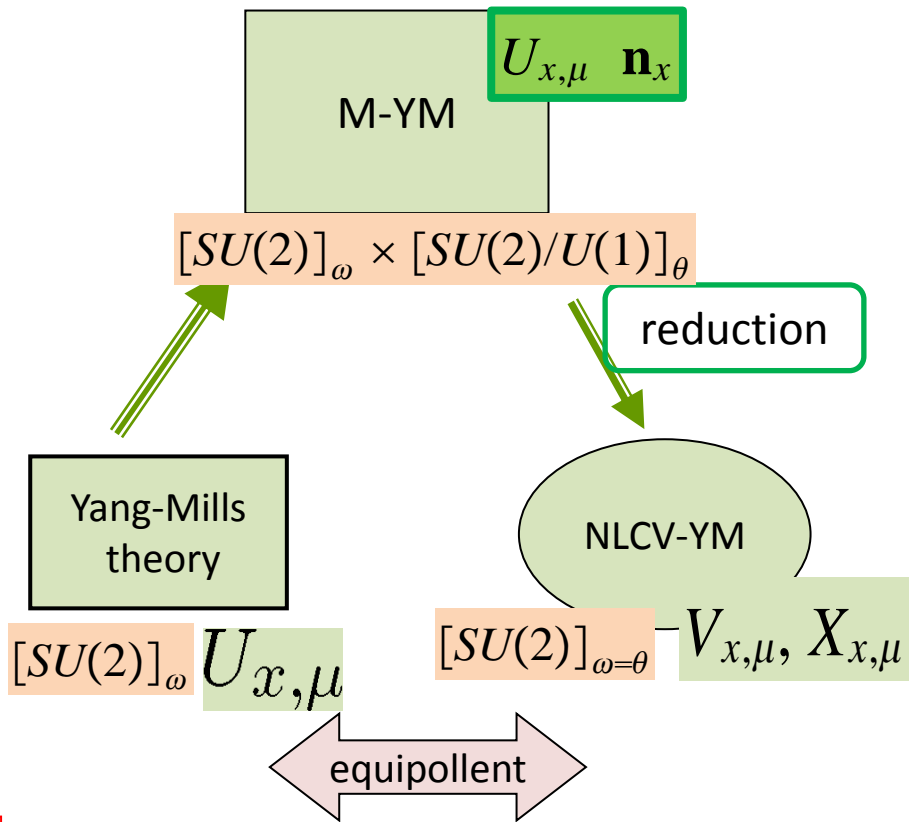 U_{x,μ} n_x
M-YM
[SU(2)]_ω × [SU(2)/U(1)]_θ
reduction
Yang-Mills
theory
NLCV-YM
[SU(2)]_ω U_{x,μ}
[SU(2)]_{ω=θ} V_{x,μ}, X_{x,μ}
equipollent